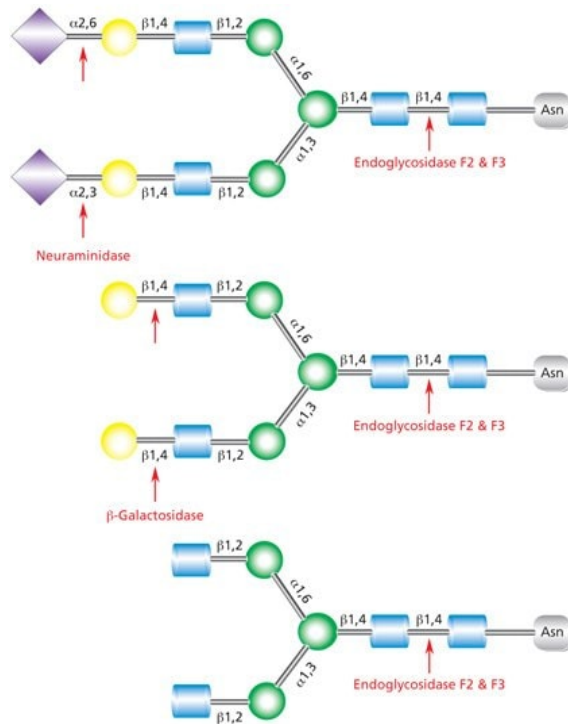 α2,6 β1,4 β1,2
α1,6
β1,4 β1,4
Asn
Endoglycosidase F2 & F3
α1,3
α2,3 β1,4 β1,2
Neuraminidase
β1,4 β1,2
α1,6
β1,4 β1,4
Asn
Endoglycosidase F2 & F3
α1,3
β1,4 β1,2
β-Galactosidase
β1,2
α1,6
β1,4 β1,4
Asn
Endoglycosidase F2 & F3
α1,3
β1,2